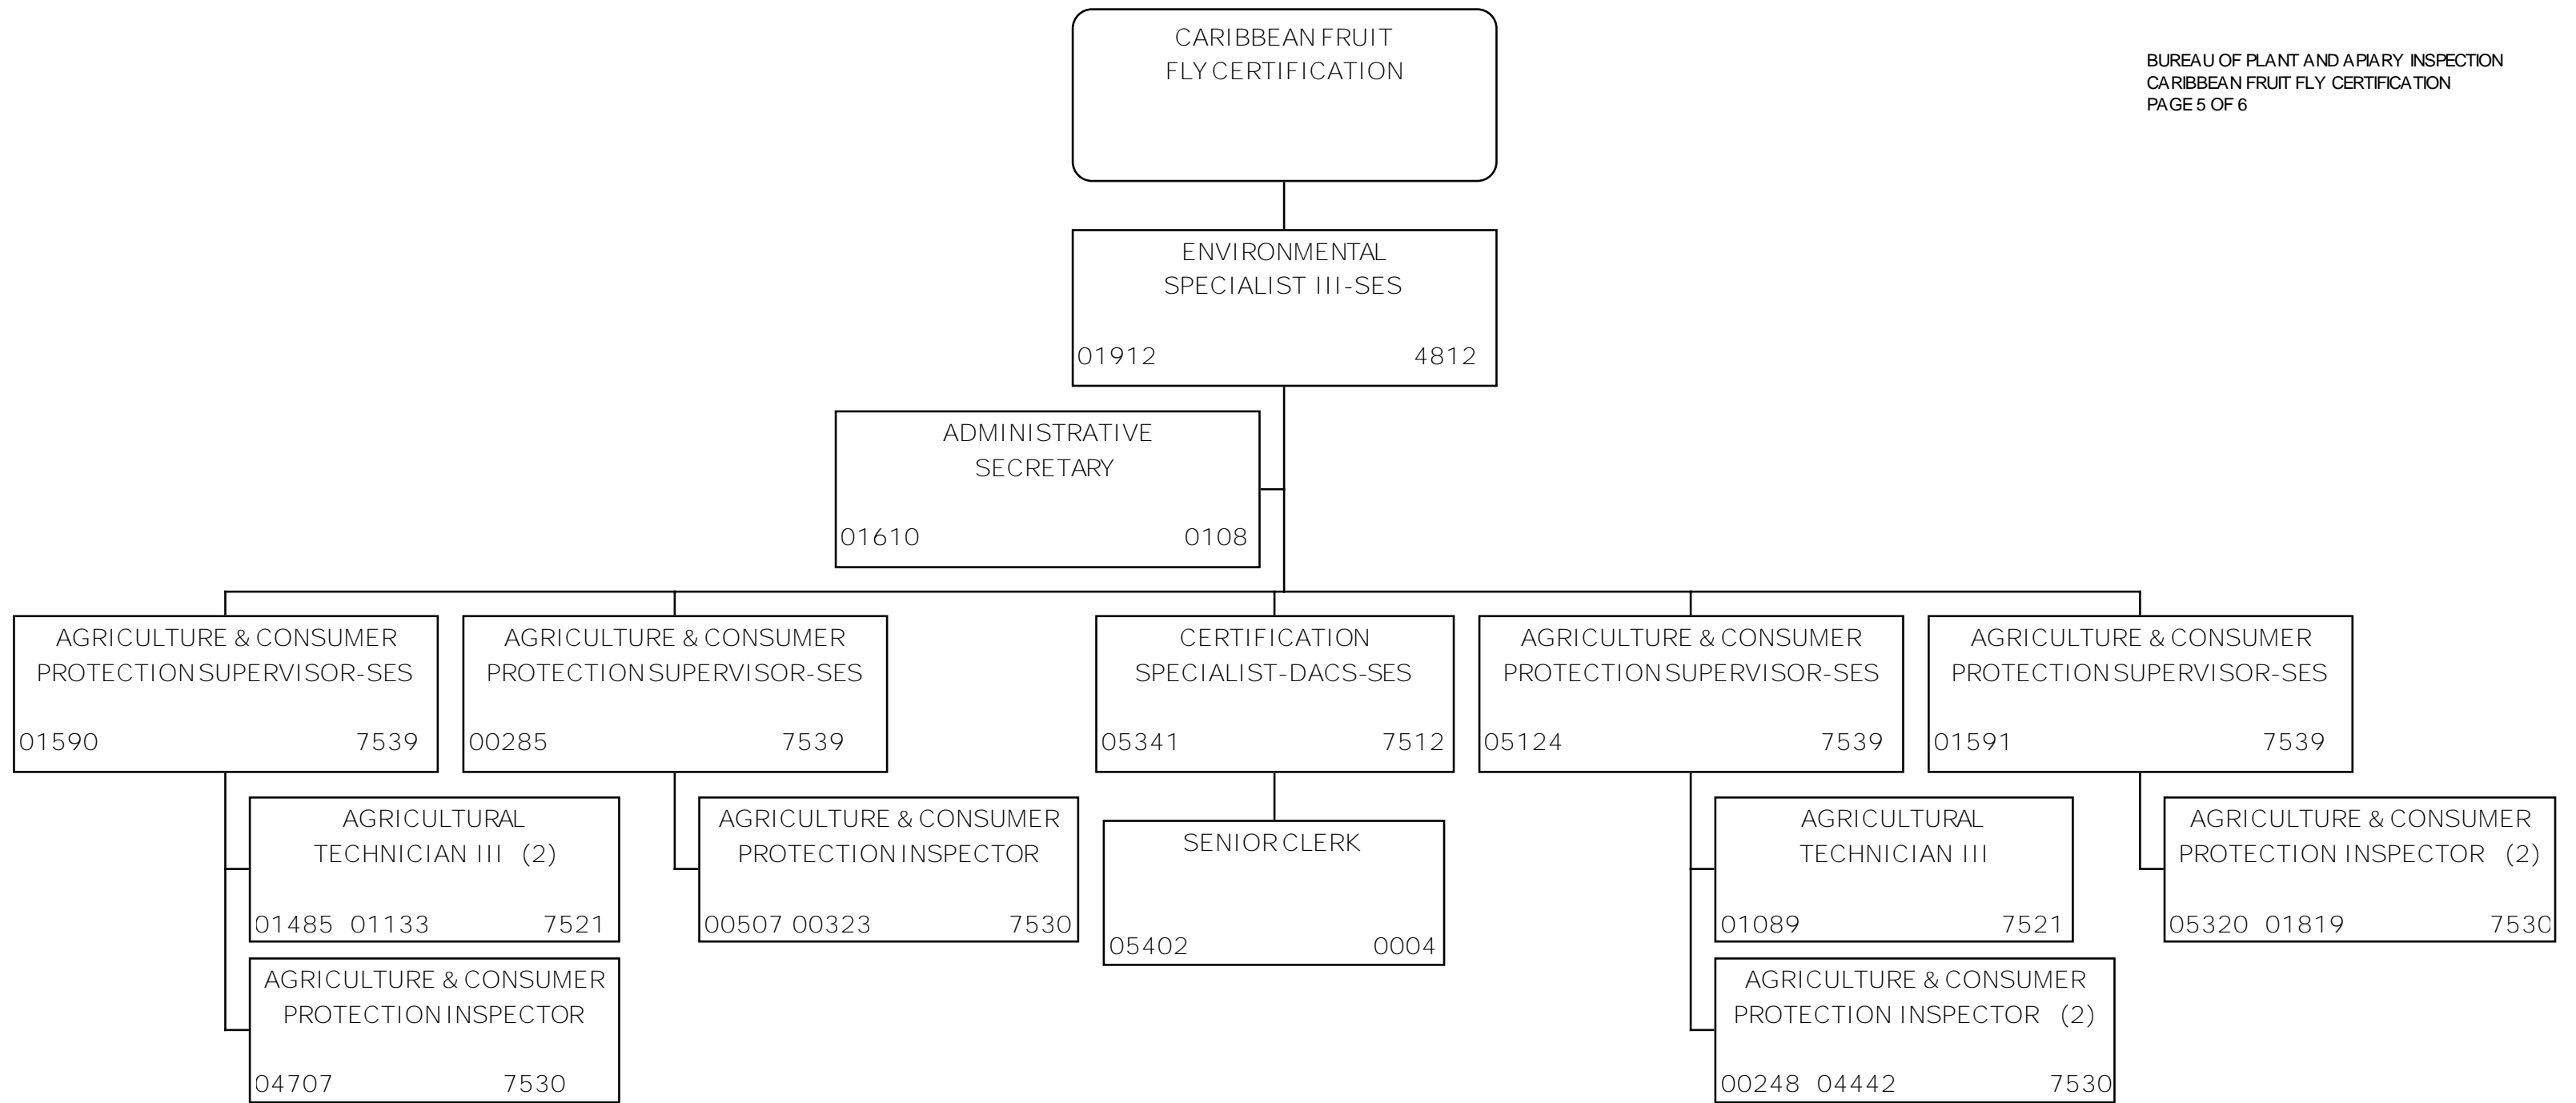 CARIBBEAN FRUIT
FLY CERTIFICATION
BUREAU OF PLANT AND APIARY INSPECTION
CARIBBEAN FRUIT FLY CERTIFICATION
PAGE 5 OF 6
ENVIRONMENTAL
SPECIALIST III-SES
01912 4812
ADMINISTRATIVE
SECRETARY
01610 0108
AGRICULTURE & CONSUMER
PROTECTION SUPERVISOR-SES
01590 7539
AGRICULTURE & CONSUMER
PROTECTION SUPERVISOR-SES
00285 7539
CERTIFICATION
SPECIALIST-DACS-SES
05341 7512
AGRICULTURE & CONSUMER
PROTECTION SUPERVISOR-SES
05124 7539
AGRICULTURE & CONSUMER
PROTECTION SUPERVISOR-SES
01591 7539
AGRICULTURAL
TECHNICIAN III (2)
01485 01133 7521
AGRICULTURE & CONSUMER
PROTECTION INSPECTOR
00507 00323 7530
SENIOR CLERK
05402 0004
AGRICULTURAL
TECHNICIAN III
01089 7521
AGRICULTURE & CONSUMER
PROTECTION INSPECTOR (2)
05320 01819 7530
AGRICULTURE & CONSUMER
PROTECTION INSPECTOR
04707 7530
AGRICULTURE & CONSUMER
PROTECTION INSPECTOR (2)
00248 04442 7530